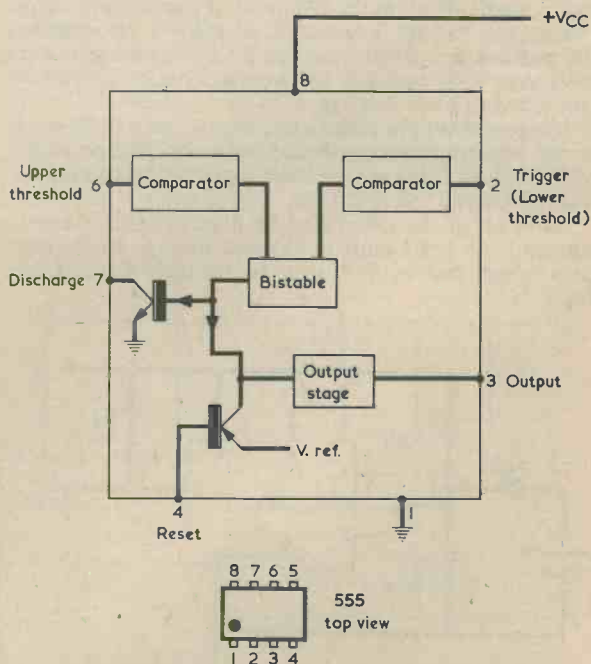 +VCC
8
Upper
threshold
6
Comparator
Comparator
2
Trigger
(Lower
threshold)
Discharge
7
Bistable
Output
stage
3
Output
V. ref.
4
Reset
1
8 7 6 5
555
top view
1 2 3 4